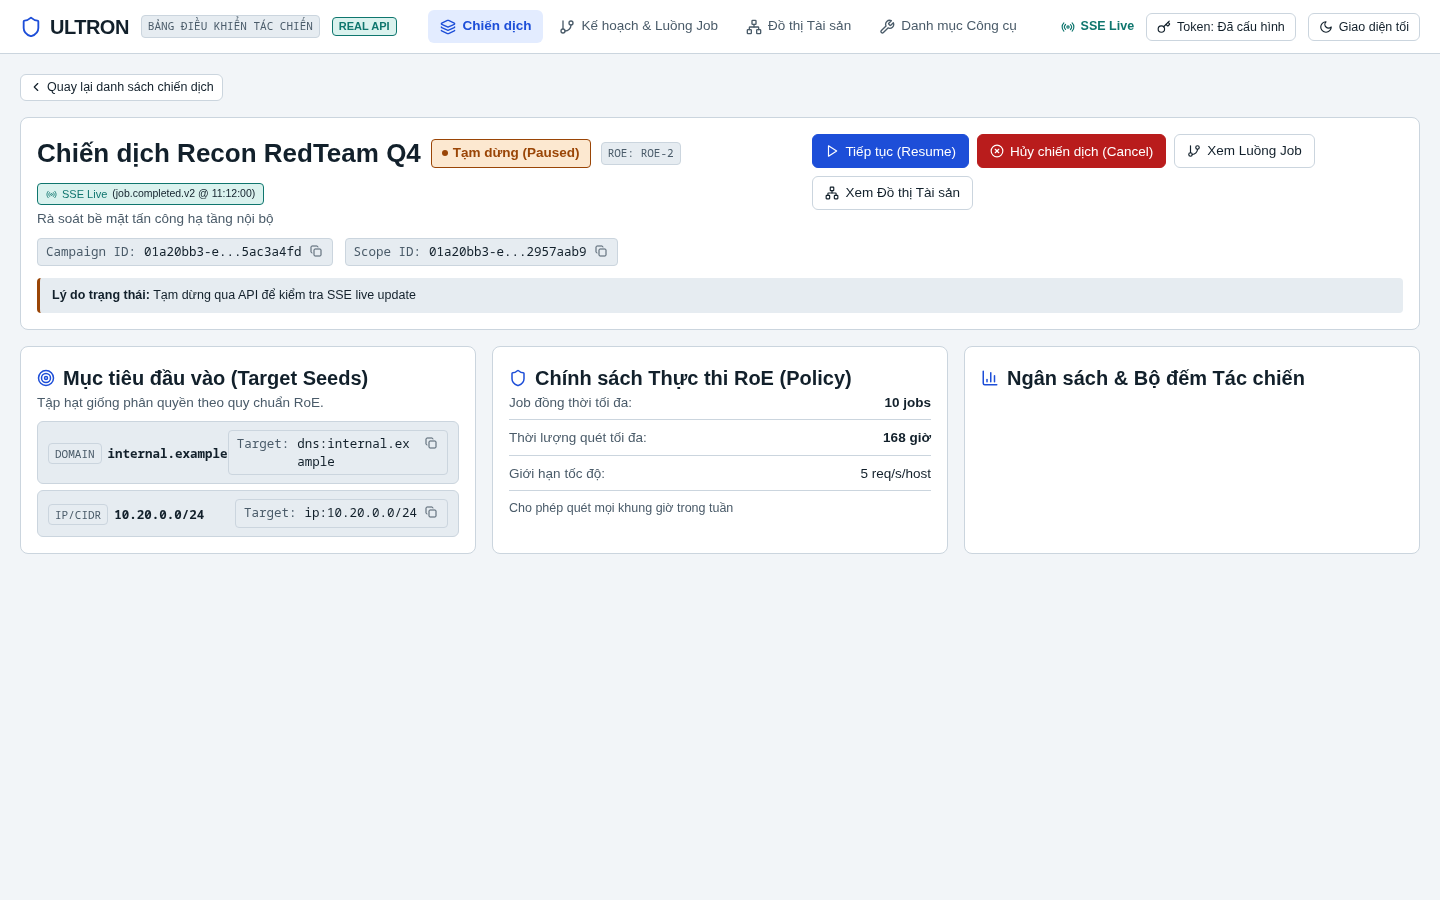 ULTRON
BẢNG ĐIỀU KHIỂN TÁC CHIẾN
REAL API
Chiến dịch
Kế hoạch & Luồng Job
Đồ thị Tài sản
Danh mục Công cụ
SSE Live
Token: Đã cấu hình
Giao diện tối
Quay lại danh sách chiến dịch
Chiến dịch Recon RedTeam Q4
Tạm dừng (Paused)
ROE: ROE-2
SSE Live (job.completed.v2 @ 11:12:00)
Rà soát bề mặt tấn công hạ tầng nội bộ
Campaign ID: 01a20bb3-e...5ac3a4fd
Scope ID: 01a20bb3-e...2957aab9
Tiếp tục (Resume)
Hủy chiến dịch (Cancel)
Xem Luồng Job
Xem Đồ thị Tài sản
Lý do trạng thái: Tạm dừng qua API để kiểm tra SSE live update
Mục tiêu đầu vào (Target Seeds)
Tập hạt giống phân quyền theo quy chuẩn RoE.
DOMAIN
internal.example
Target: dns:internal.ex
ample
IP/CIDR
10.20.0.0/24
Target: ip:10.20.0.0/24
Chính sách Thực thi RoE (Policy)
Job đồng thời tối đa: 10 jobs
Thời lượng quét tối đa: 168 giờ
Giới hạn tốc độ: 5 req/s/host
Cho phép quét mọi khung giờ trong tuần
Ngân sách & Bộ đếm Tác chiến